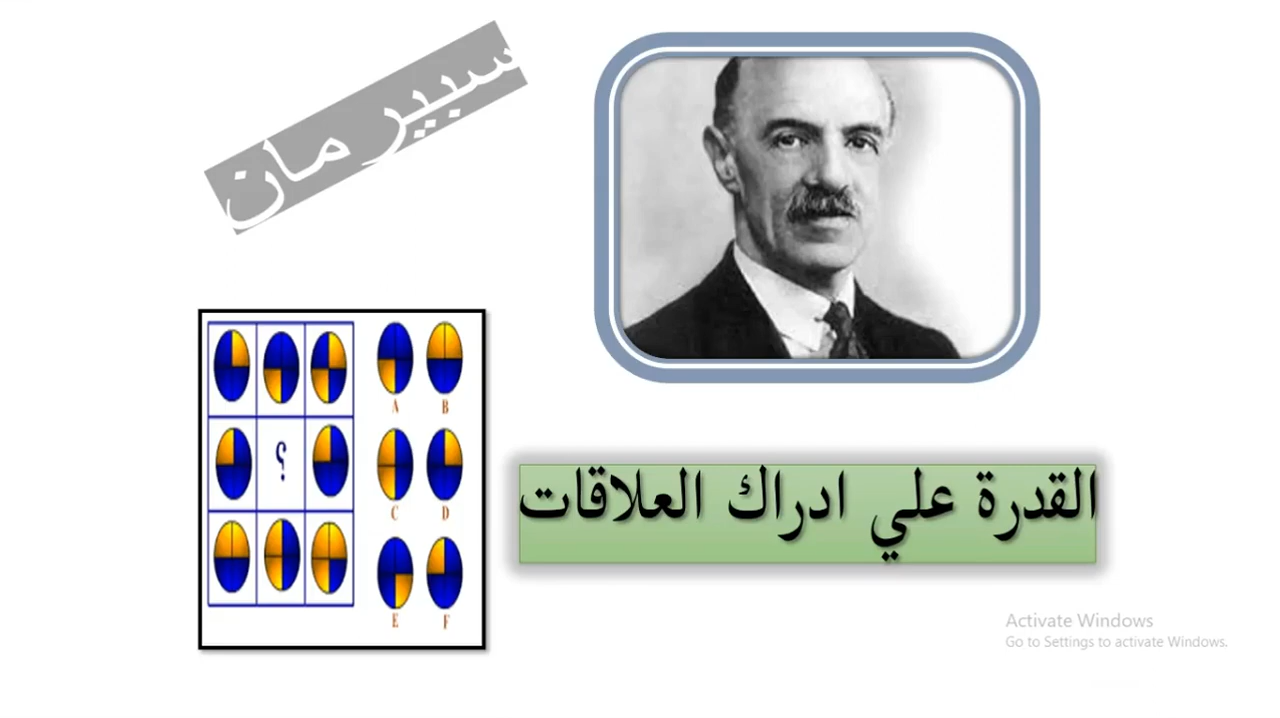 سبيرمان
؟
A B
C D
E F
القدرة علي ادراك العلاقات
Activate Windows
Go to Settings to activate Windows.